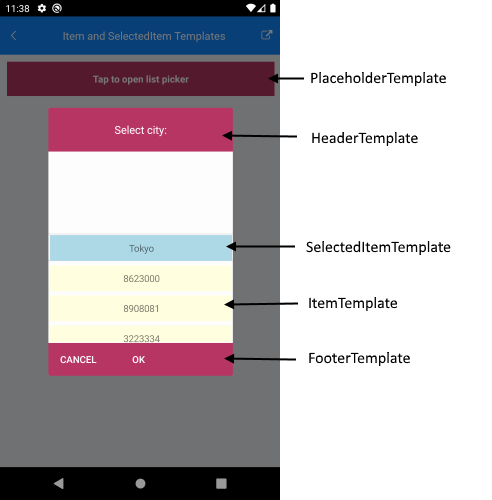 11:38
Item and SelectedItem Templates
Tap to open list picker
PlaceholderTemplate
Select city:
HeaderTemplate
Tokyo
SelectedItemTemplate
8623000
8908081
ItemTemplate
3223334
CANCEL OK
FooterTemplate